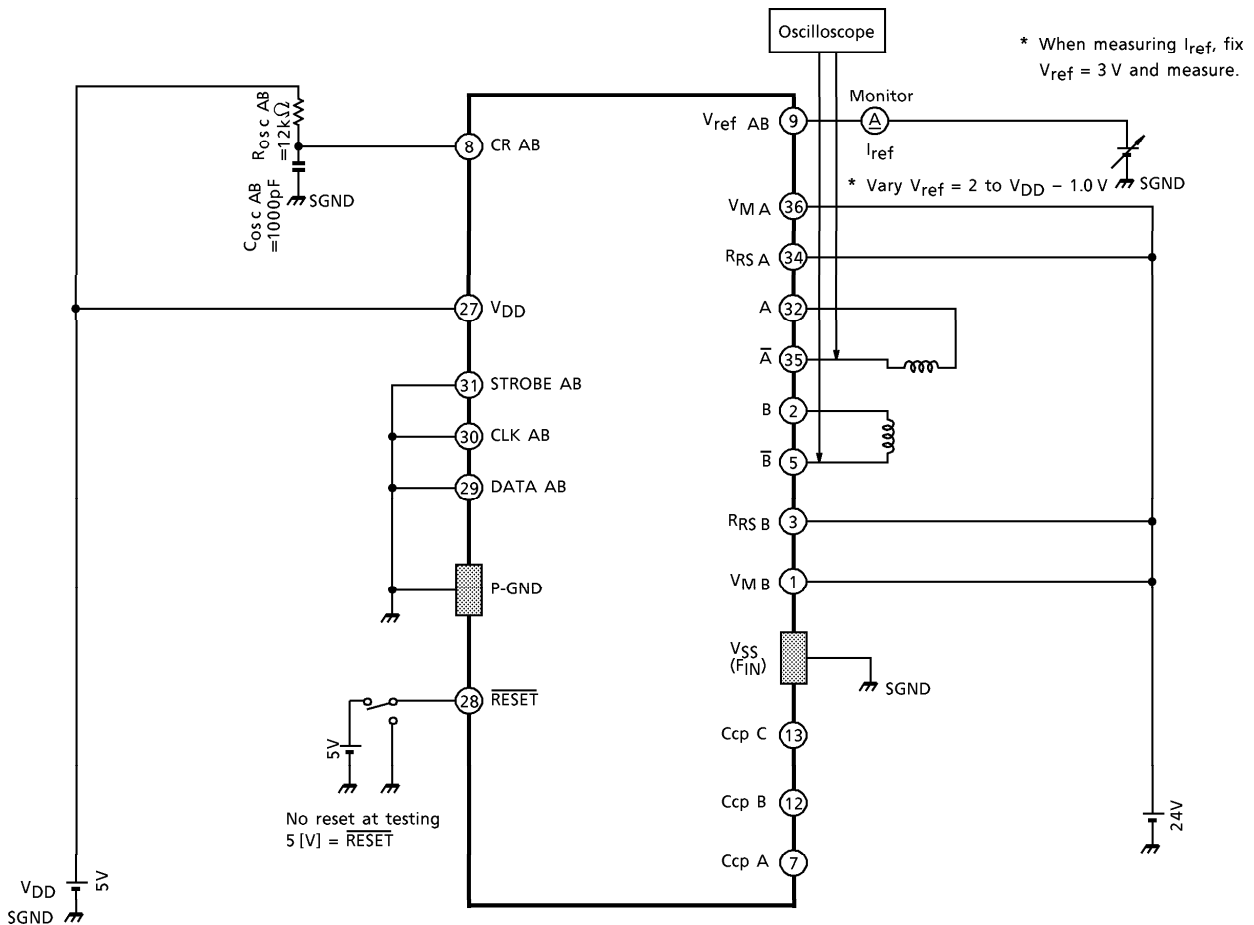 Oscilloscope
* When measuring Iref, fix
Vref = 3 V and measure.
Monitor
A
Iref
* Vary Vref = 2 to VDD − 1.0 V
SGND
Rosc AB
=12kΩ
Cosc AB
=1000pF
SGND
8 CR AB
27 VDD
31 STROBE AB
30 CLK AB
29 DATA AB
P-GND
28 R̅E̅S̅E̅T̅
5V
No reset at testing
5 [V] = R̅E̅S̅E̅T̅
VDD
5V
SGND
Vref AB 9
VM A 36
RRS A 34
A 32
A̅ 35
B 2
B̅ 5
RRS B 3
VM B 1
VSS
(FIN)
SGND
Ccp C 13
Ccp B 12
Ccp A 7
24V